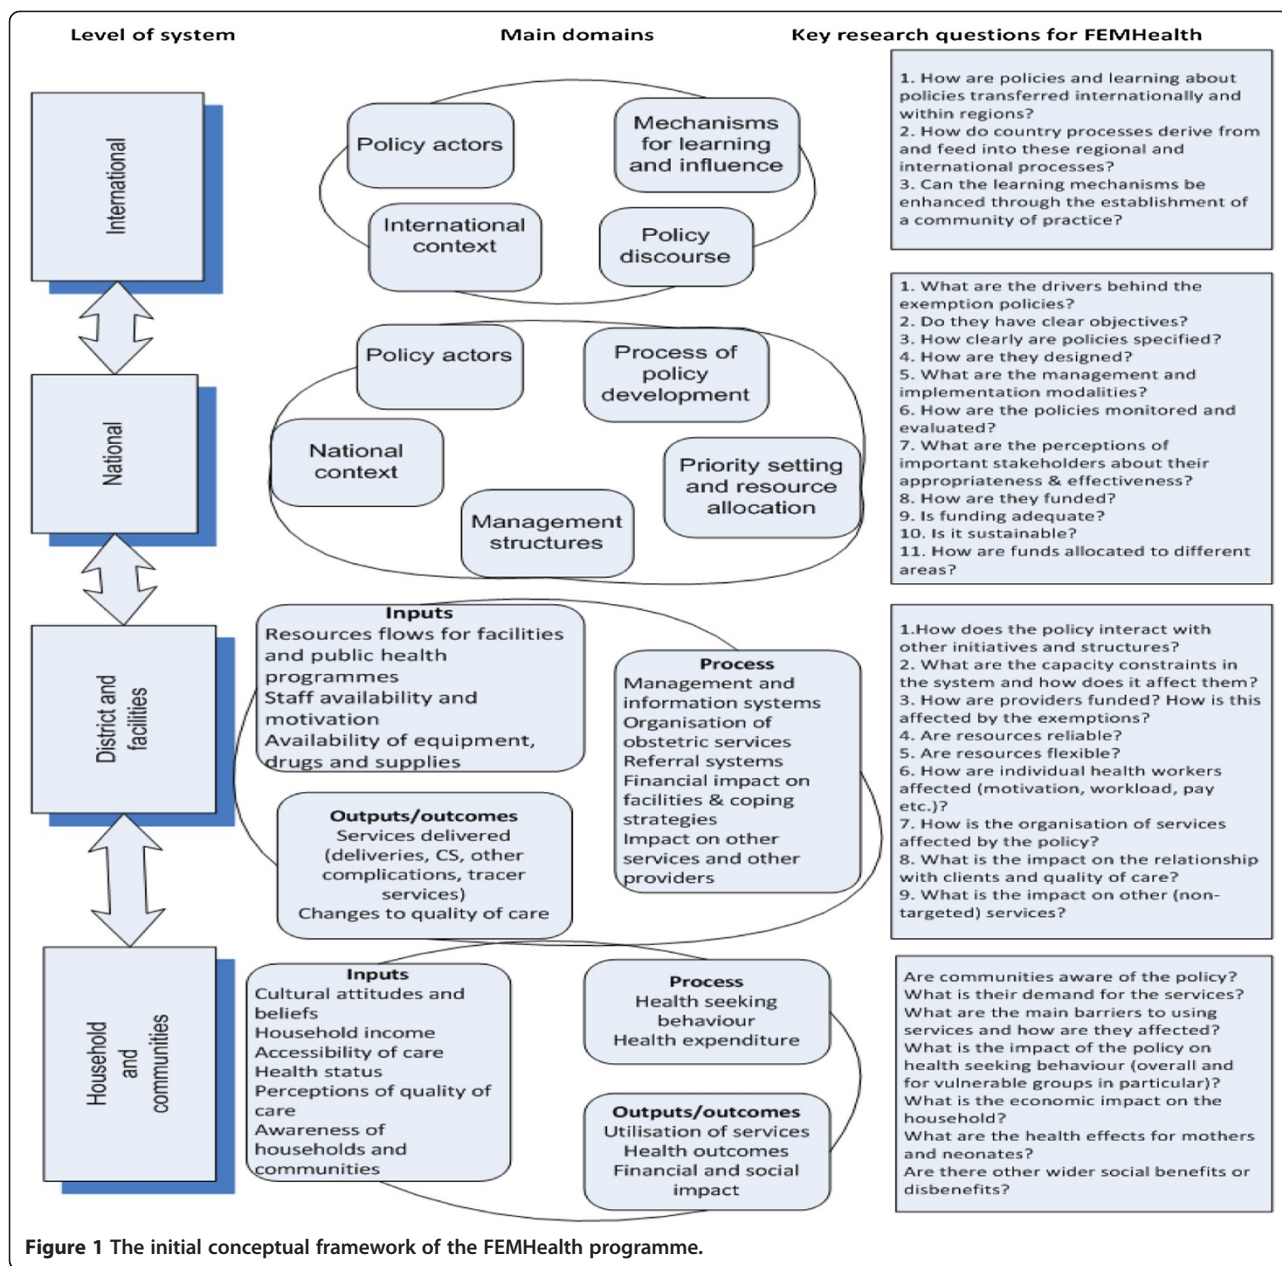 Level of system
Main domains
Key research questions for FEMHealth
International
Policy actors
Mechanisms
for learning
and influence
International
context
Policy
discourse
1. How are policies and learning about
policies transferred internationally and
within regions?
2. How do country processes derive from
and feed into these regional and
international processes?
3. Can the learning mechanisms be
enhanced through the establishment of
a community of practice?
National
Policy actors
Process of
policy
development
National
context
Priority setting
and resource
allocation
Management
structures
1. What are the drivers behind the
exemption policies?
2. Do they have clear objectives?
3. How clearly are policies specified?
4. How are they designed?
5. What are the management and
implementation modalities?
6. How are the policies monitored and
evaluated?
7. What are the perceptions of
important stakeholders about their
appropriateness & effectiveness?
8. How are they funded?
9. Is funding adequate?
10. Is it sustainable?
11. How are funds allocated to different
areas?
District and
facilities
Inputs
Resources flows for facilities
and public health
programmes
Staff availability and
motivation
Availability of equipment,
drugs and supplies
Process
Management and
information systems
Organisation of
obstetric services
Referral systems
Financial impact on
facilities & coping
strategies
Impact on other
services and other
providers
Outputs/outcomes
Services delivered
(deliveries, CS, other
complications, tracer
services)
Changes to quality of care
1.How does the policy interact with
other initiatives and structures?
2. What are the capacity constraints in
the system and how does it affect them?
3. How are providers funded? How is this
affected by the exemptions?
4. Are resources reliable?
5. Are resources flexible?
6. How are individual health workers
affected (motivation, workload, pay
etc.)?
7. How is the organisation of services
affected by the policy?
8. What is the impact on the relationship
with clients and quality of care?
9. What is the impact on other (non-
targeted) services?
Household
and
communities
Inputs
Cultural attitudes and
beliefs
Household income
Accessibility of care
Health status
Perceptions of quality of
care
Awareness of
households and
communities
Process
Health seeking
behaviour
Health expenditure
Outputs/outcomes
Utilisation of services
Health outcomes
Financial and social
impact
Are communities aware of the policy?
What is their demand for the services?
What are the main barriers to using
services and how are they affected?
What is the impact of the policy on
health seeking behaviour (overall and
for vulnerable groups in particular)?
What is the economic impact on the
household?
What are the health effects for mothers
and neonates?
Are there other wider social benefits or
disbenefits?
Figure 1 The initial conceptual framework of the FEMHealth programme.